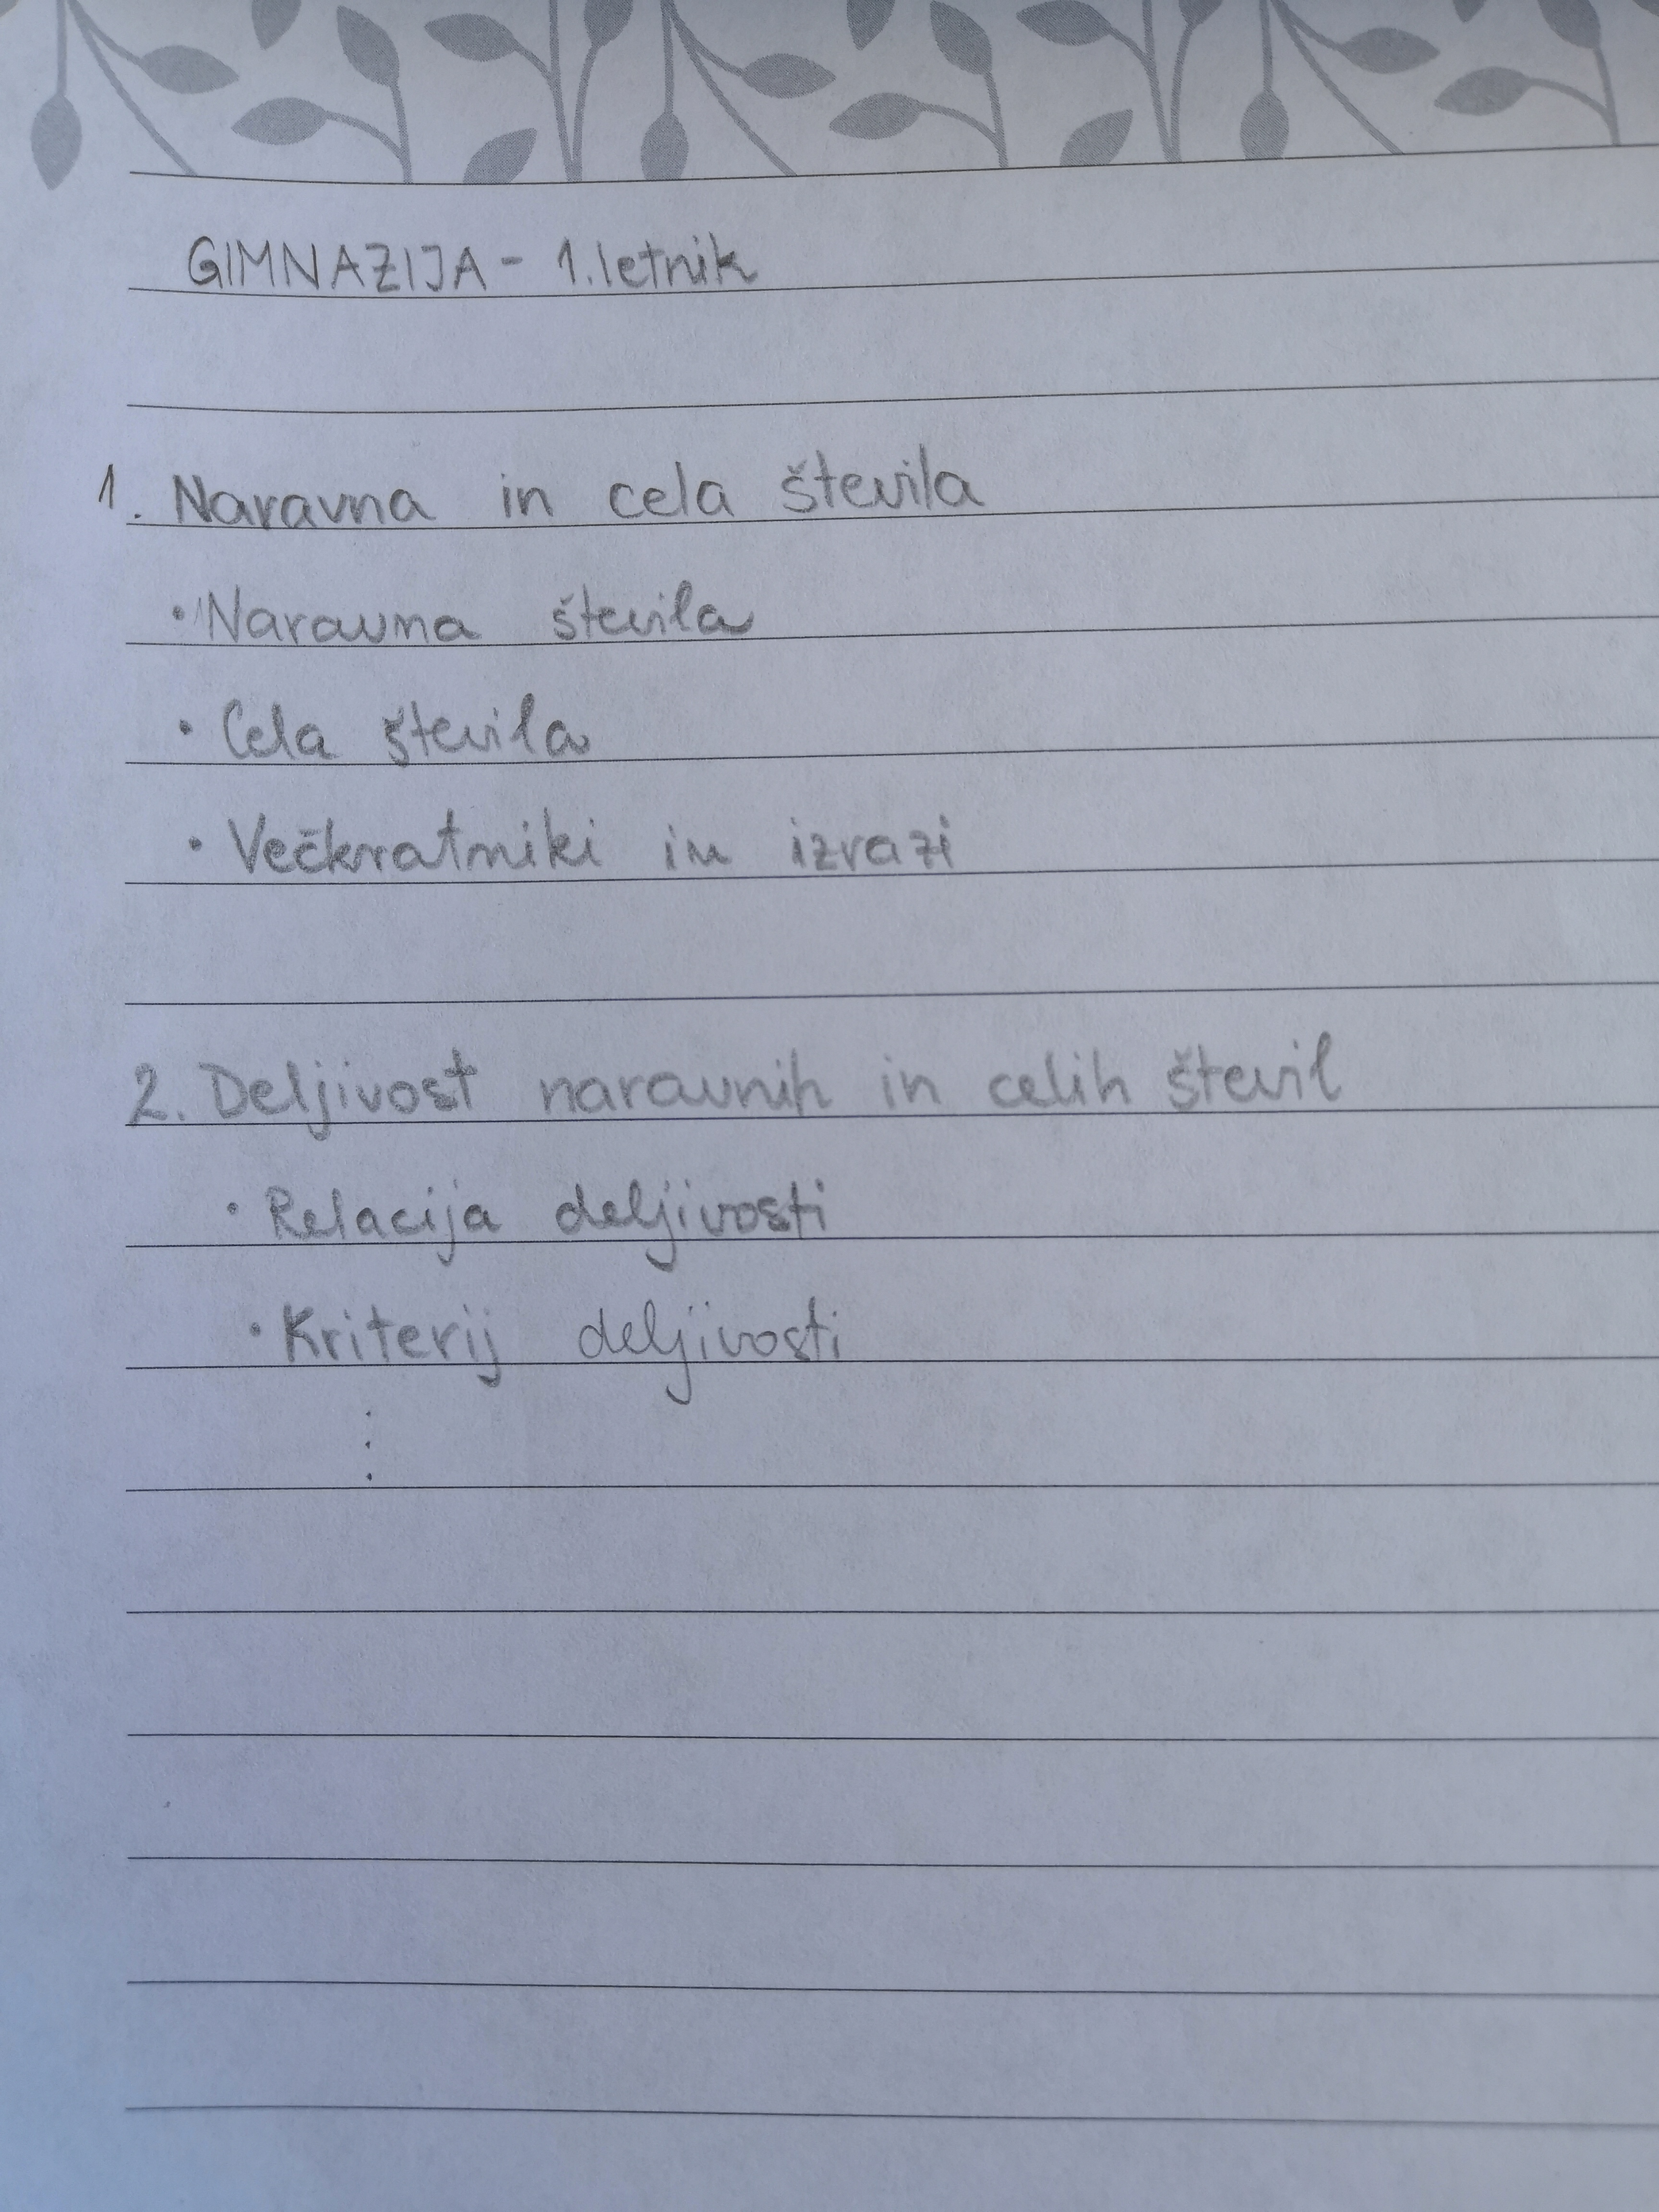 GIMNAZIJA - 1. letnik
1. Naravna in cela števila
• Naravna števila
• Cela števila
• Večkratniki in izrazi
2. Deljivost naravnih in celih števil
• Relacija deljivosti
• Kriterij deljivosti
⋮